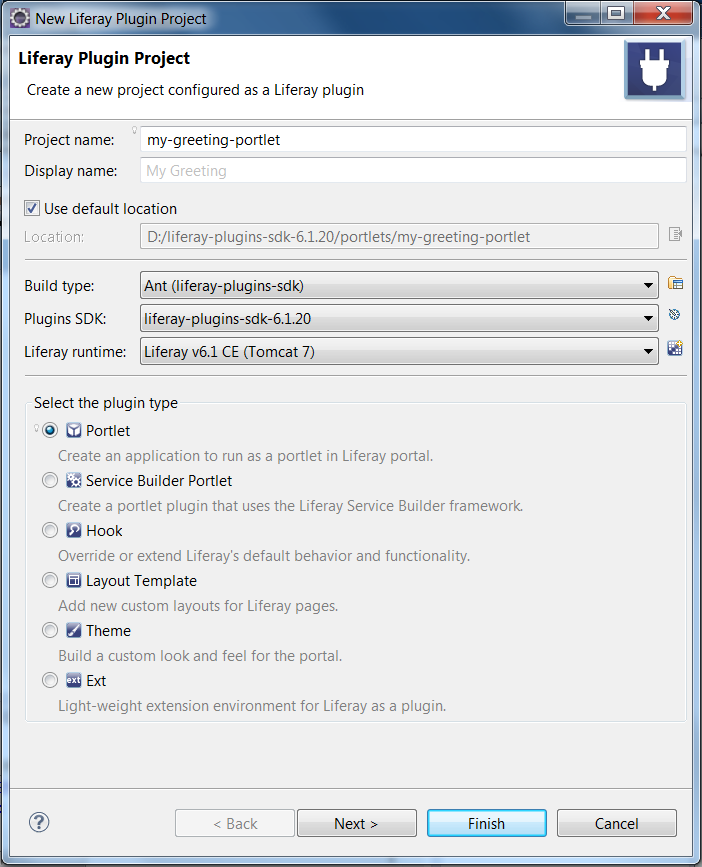 New Liferay Plugin Project
Liferay Plugin Project
Create a new project configured as a Liferay plugin
Project name: my-greeting-portlet
Display name: My Greeting
Use default location
Location: D:/liferay-plugins-sdk-6.1.20/portlets/my-greeting-portlet
Build type: Ant (liferay-plugins-sdk)
Plugins SDK: liferay-plugins-sdk-6.1.20
Liferay runtime: Liferay v6.1 CE (Tomcat 7)
Select the plugin type
Portlet
Create an application to run as a portlet in Liferay portal.
Service Builder Portlet
Create a portlet plugin that uses the Liferay Service Builder framework.
Hook
Override or extend Liferay's default behavior and functionality.
Layout Template
Add new custom layouts for Liferay pages.
Theme
Build a custom look and feel for the portal.
ext Ext
Light-weight extension environment for Liferay as a plugin.
? < Back Next > Finish Cancel